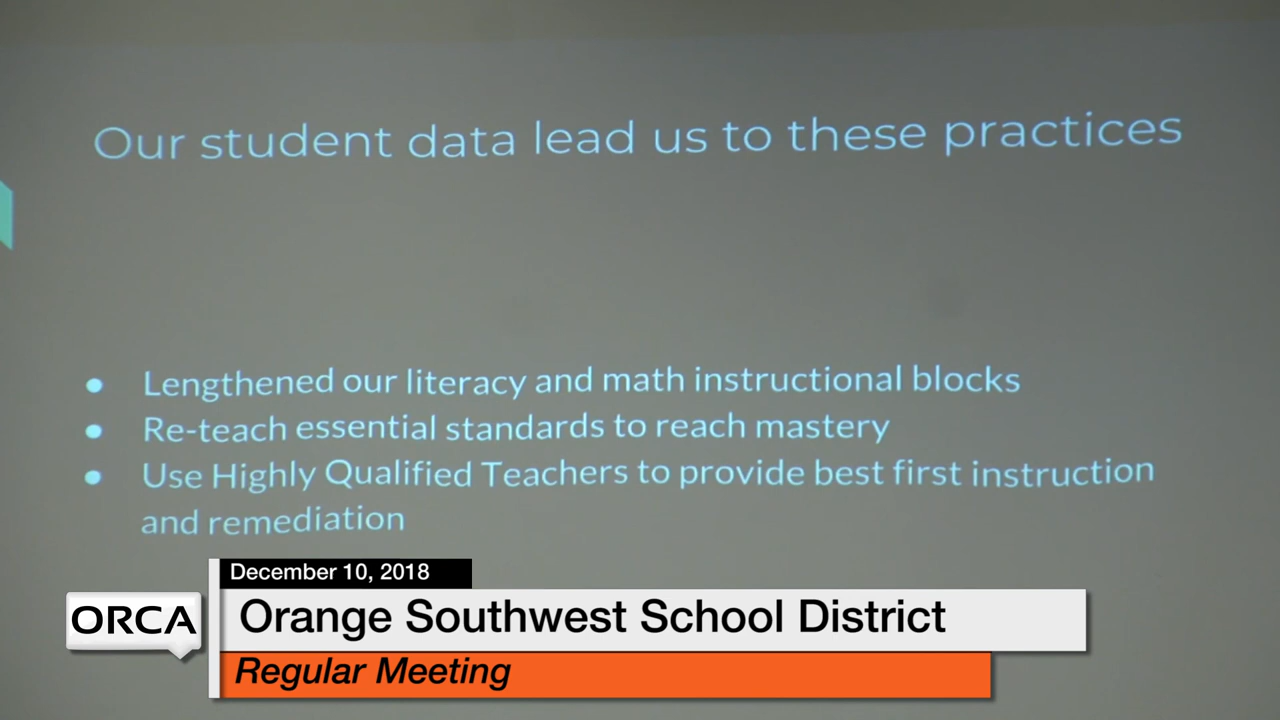 Our student data lead us to these practices
● Lengthened our literacy and math instructional blocks
● Re-teach essential standards to reach mastery
● Use Highly Qualified Teachers to provide best first instruction
and remediation
December 10, 2018
ORCA
Orange Southwest School District
Regular Meeting